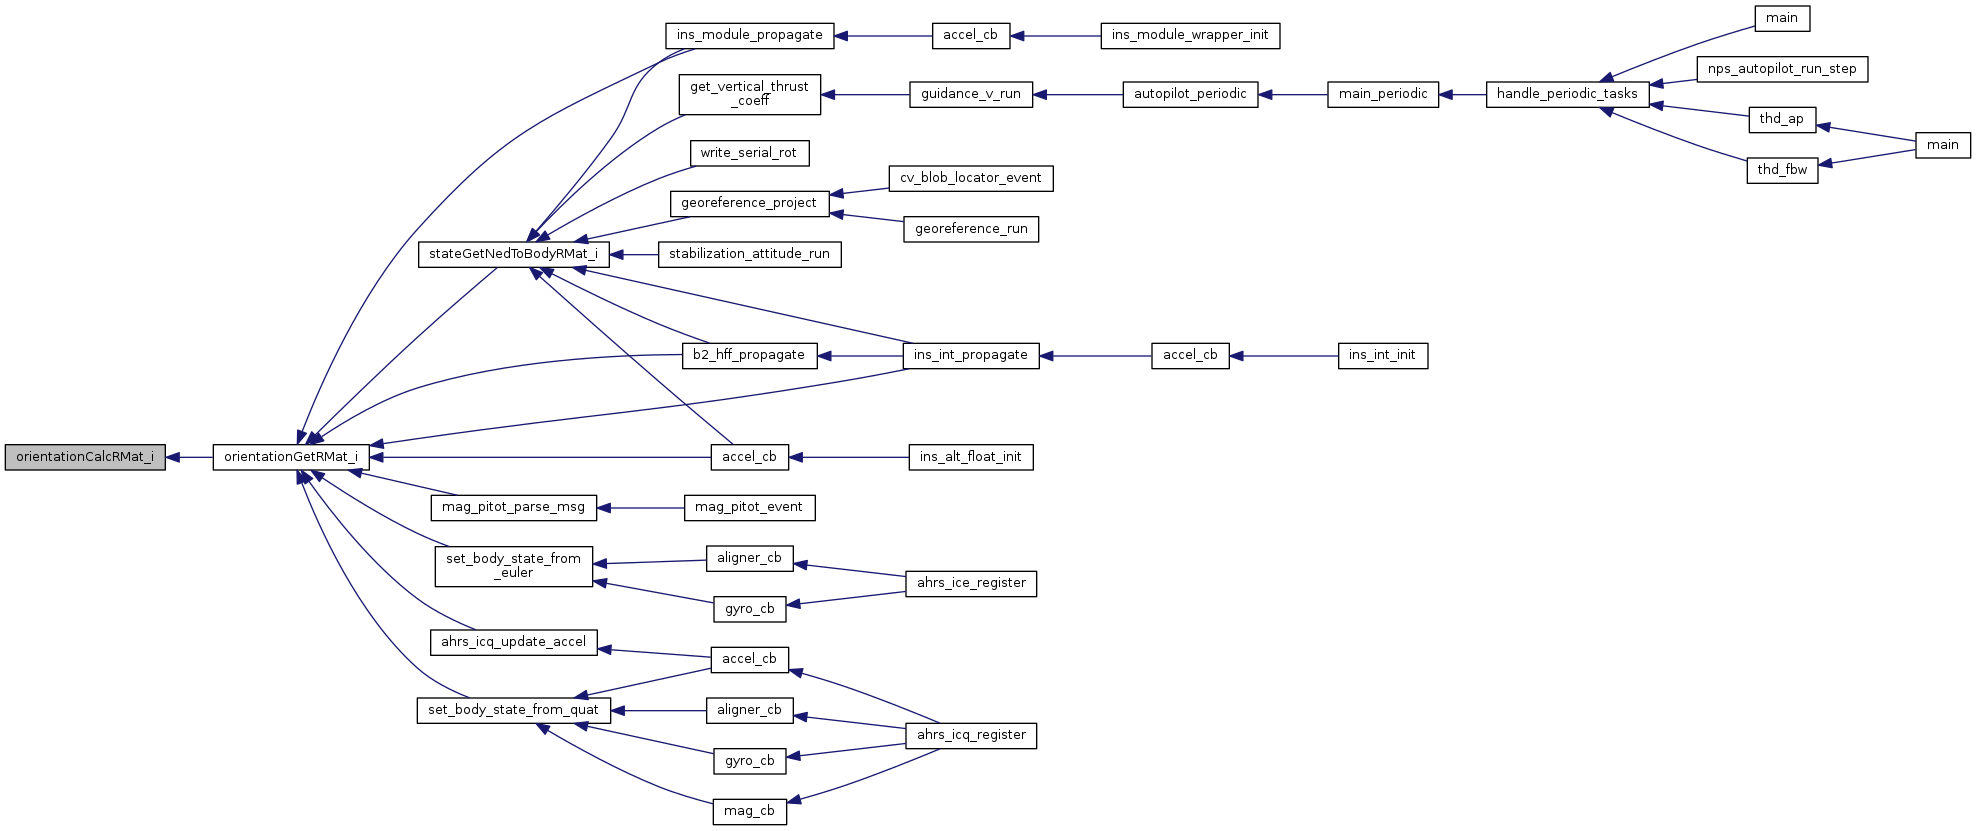 main
ins_module_propagate
accel_cb
ins_module_wrapper_init
nps_autopilot_run_step
get_vertical_thrust
_coeff
guidance_v_run
autopilot_periodic
main_periodic
handle_periodic_tasks
thd_ap
main
write_serial_rot
thd_fbw
cv_blob_locator_event
georeference_project
georeference_run
stateGetNedToBodyRMat_i
stabilization_attitude_run
b2_hff_propagate
ins_int_propagate
accel_cb
ins_int_init
orientationCalcRMat_i
orientationGetRMat_i
accel_cb
ins_alt_float_init
mag_pitot_parse_msg
mag_pitot_event
set_body_state_from
_euler
aligner_cb
ahrs_ice_register
gyro_cb
ahrs_icq_update_accel
accel_cb
set_body_state_from_quat
aligner_cb
ahrs_icq_register
gyro_cb
mag_cb